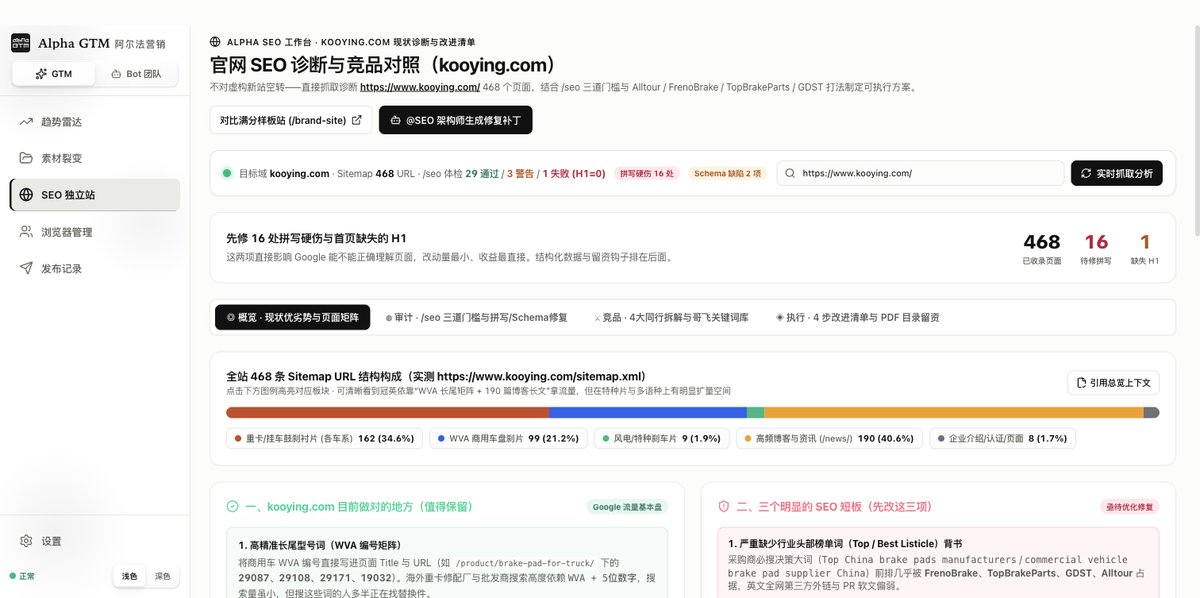 Alpha GTM 阿尔法营销
GTM
Bot 团队
趋势雷达
素材裂变
SEO 独立站
浏览器管理
发布记录
设置
正常
浅色
深色
ALPHA SEO 工作台 · KOOYING.COM 现状诊断与改进清单
官网 SEO 诊断与竞品对照（kooying.com）
不对虚构新站空转——直接抓取诊断 https://www.kooying.com/ 468 个页面，结合 /seo 三道门槛与 Alltour / FrenoBrake / TopBrakeParts / GDST 打法制定可执行方案。
对比满分样板站 (/brand-site)
@SEO 架构师生成修复补丁
目标域 kooying.com · Sitemap 468 URL · /seo 体检 29 通过 / 3 警告 / 1 失败 (H1=0)
拼写硬伤 16 处
Schema 缺陷 2 项
https://www.kooying.com/
实时抓取分析
先修 16 处拼写硬伤与首页缺失的 H1
这两项直接影响 Google 能不能正确理解页面，改动量最小、收益最直接。结构化数据与留资钩子排在后面。
468
已收录页面
16
待修拼写
1
缺失 H1
◎ 概览 · 现状优劣势与页面矩阵
审计 · /seo 三道门槛与拼写/Schema修复
竞品 · 4大同行拆解与哥飞关键词库
◈ 执行 · 4 步改进清单与 PDF 目录留资
全站 468 条 Sitemap URL 结构构成（实测 https://www.kooying.com/sitemap.xml）
点击下方图例高亮对应板块 · 可清晰看到冠英依靠“WVA 长尾矩阵 + 190 篇博客长文”拿流量，但在特种片与多语种上有明显扩量空间
引用总览上下文
重卡/挂车鼓刹衬片 (各车系) 162 (34.6%)
WVA 商用车盘刹片 99 (21.2%)
风电/特种刹车片 9 (1.9%)
高频博客与资讯 (/news/) 190 (40.6%)
企业介绍/认证/页面 8 (1.7%)
一、kooying.com 目前做对的地方（值得保留）
Google 流量基本盘
1. 高精准长尾型号词（WVA 编号矩阵）
将商用车 WVA 编号直接写进页面 Title 与 URL（如 /product/brake-pad-for-truck/ 下的
29087、29108、29171、19032）。海外重卡修配厂与批发商搜索高度依赖 WVA + 5位数字，搜
索量虽小，但搜这些词的人多半正在找替换件。
二、三个明显的 SEO 短板（先改这三项）
亟待优化修复
1. 严重缺少行业头部榜单词（Top / Best Listicle）背书
采购商必搜决策大词（Top China brake pads manufacturers / commercial vehicle
brake pad supplier China）前排几乎被 FrenoBrake、TopBrakeParts、GDST、Alltour 占
据，英文全网第三方外链与 PR 软文偏弱。